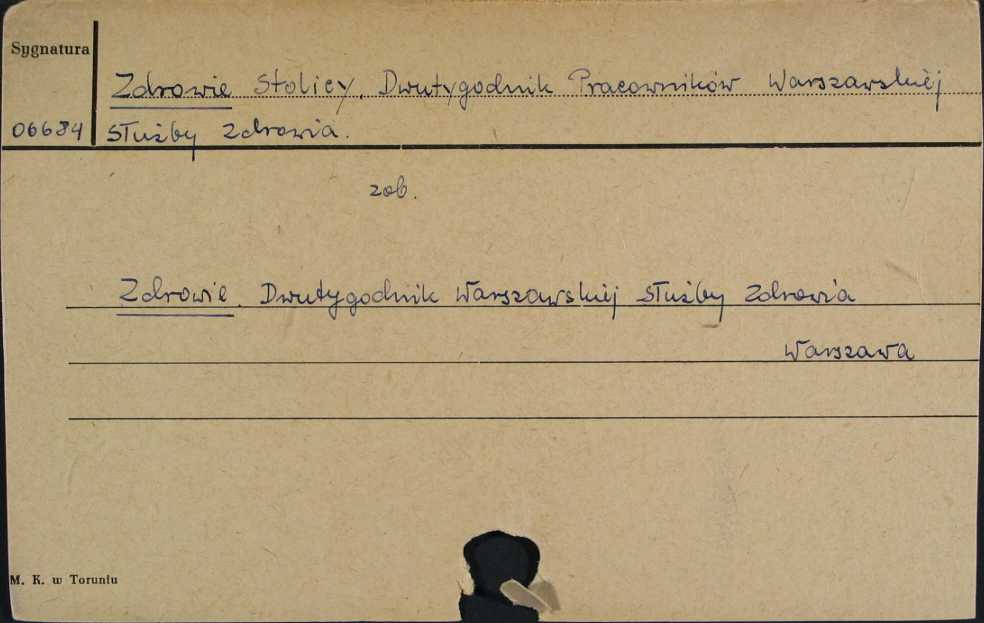 Sygnatura
Zdrowie Stolicy. Dwutygodnik Pracowników Warszawskiej
06684 Służby Zdrowia.
zob.
Zdrowie. Dwutygodnik Warszawskiej Służby Zdrowia
Warszawa
M. K. w Toruniu